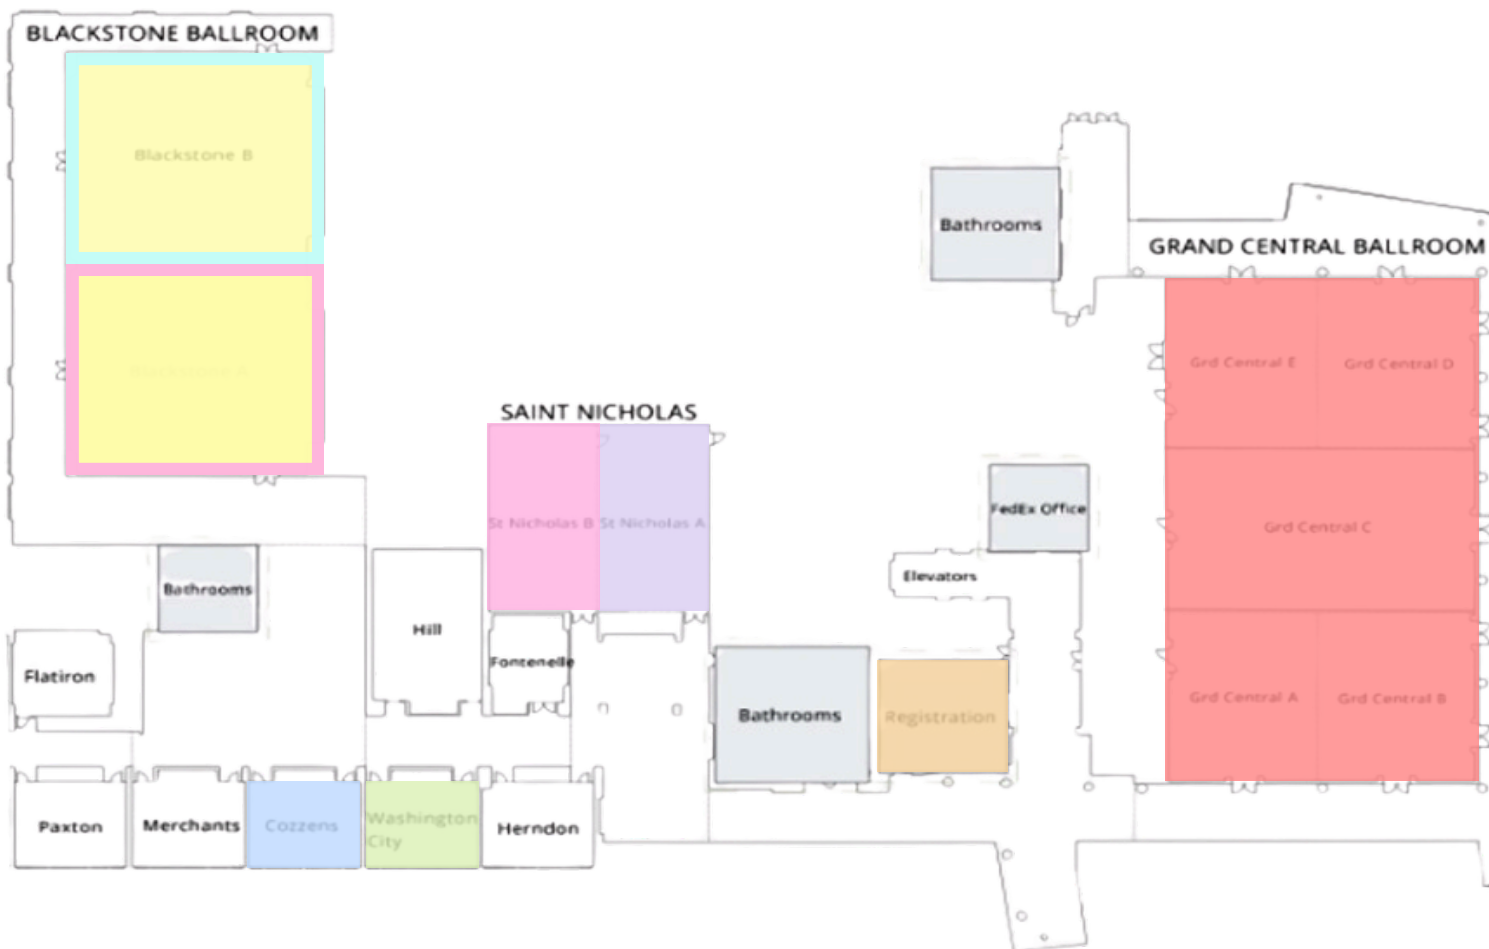 BLACKSTONE BALLROOM
Blackstone B
Blackstone A
Bathrooms
GRAND CENTRAL BALLROOM
Grd Central E
Grd Central D
SAINT NICHOLAS
St Nicholas B
St Nicholas A
FedEx Office
Grd Central C
Elevators
Bathrooms
Hill
Fontenelle
Flatiron
Bathrooms
Registration
Grd Central A
Grd Central B
Paxton
Merchants
Cozzens
Washington
City
Herndon